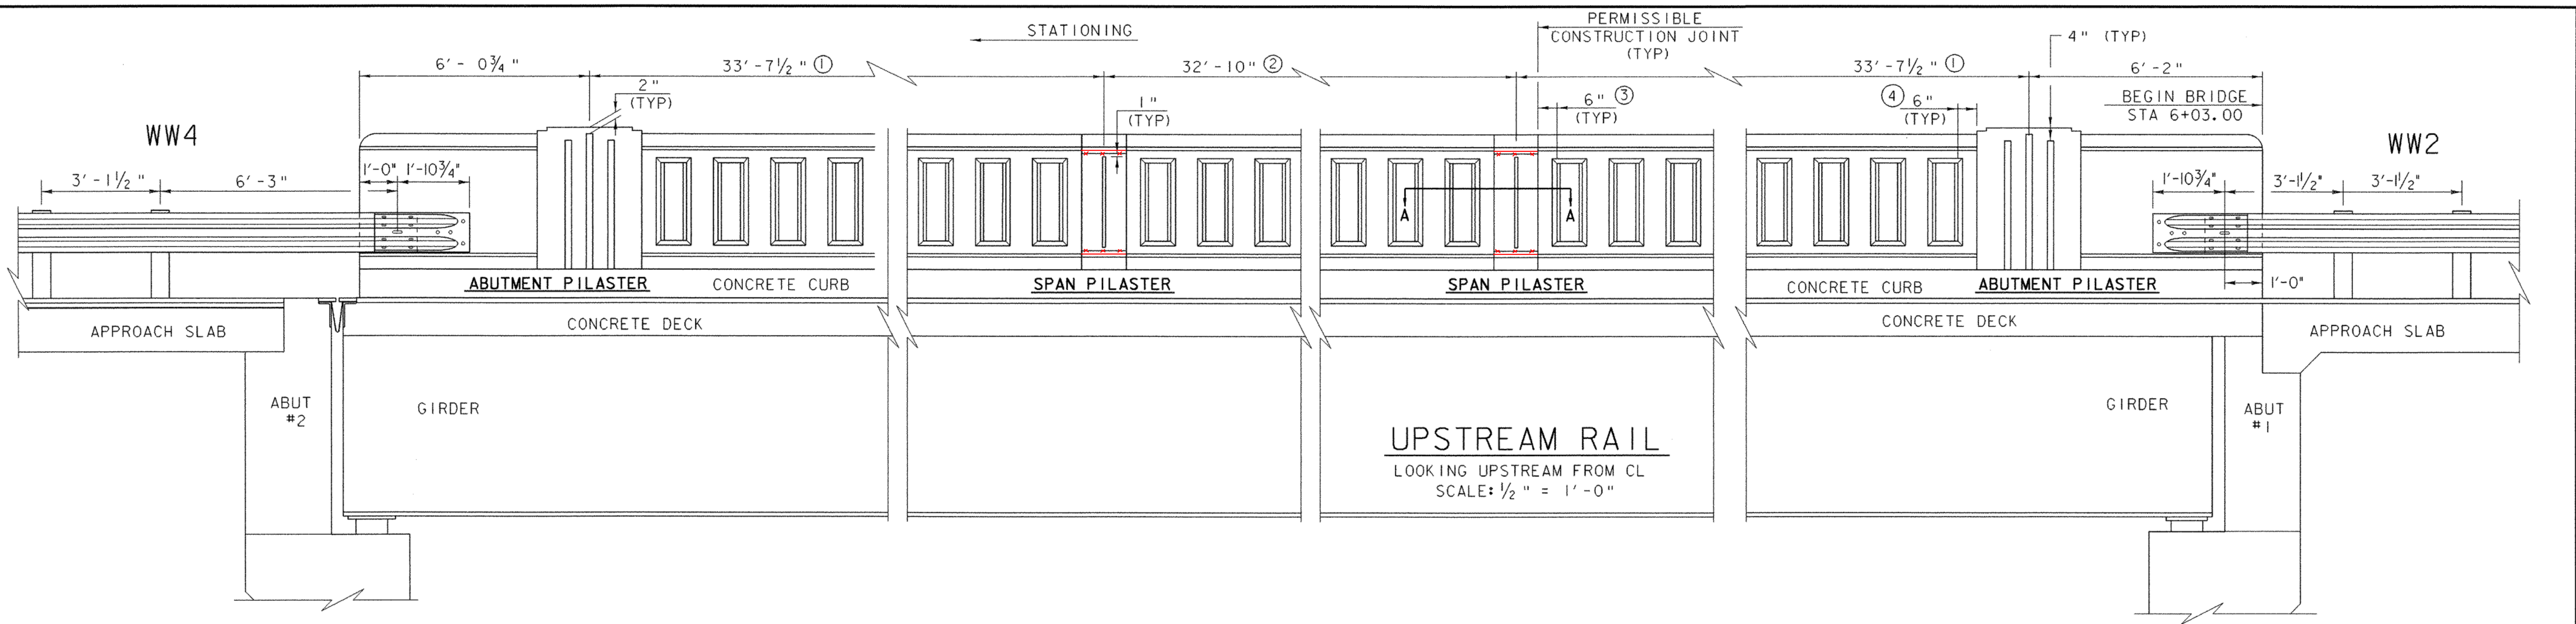 STATIONING
PERMISSIBLE
CONSTRUCTION JOINT
(TYP)
4" (TYP)
6'- 0¾"
33'-7½" ①
32'-10" ②
33'-7½" ①
6'-2"
2"
(TYP)
1"
(TYP)
6" ③
(TYP)
④ 6"
(TYP)
BEGIN BRIDGE
STA 6+03.00
WW4
WW2
3'-1½"
6'-3"
1'-0"
1'-10¾"
1'-10¾"
3'-1½"
3'-1½"
A
A
ABUTMENT PILASTER
CONCRETE CURB
SPAN PILASTER
SPAN PILASTER
CONCRETE CURB
ABUTMENT PILASTER
1'-0"
APPROACH SLAB
CONCRETE DECK
CONCRETE DECK
APPROACH SLAB
ABUT
#2
GIRDER
GIRDER
ABUT
#1
UPSTREAM RAIL
LOOKING UPSTREAM FROM CL
SCALE: ½" = 1'-0"